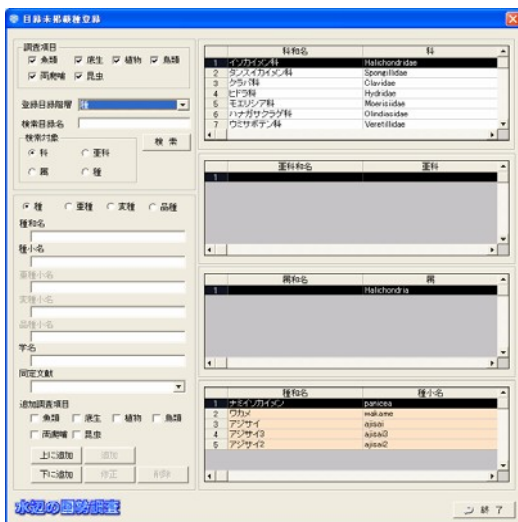 目録未掲載種登録
調査項目
魚類 底生 植物 鳥類
両爬哺 昆虫
登録目録階層 種
検索目録名
検索対象
検索
科 亜科
属 種
種 亜種 変種 品種
種和名
種小名
亜種小名
変種小名
品種小名
学名
同定文献
追加調査項目
魚類 底生 植物 鳥類
両爬哺 昆虫
上に追加 追加
下に追加 修正 削除
水辺の国勢調査
科和名 科
1 イソカイメン科 Halichondridae
2 タンスイカイメン科 Spongillidae
3 クラバ科 Clavidae
4 ヒドラ科 Hydridae
5 モエリシア科 Moerisiidae
6 ハナガサクラゲ科 Olindiasidae
7 ウミサボテン科 Veretillidae
亜科和名 亜科
1
属和名 属
1 Halichondria
種和名 種小名
1 ナミイソカイメン panicea
2 ワカメ wakame
3 アジサイ ajisai
4 アジサイ3 ajisai3
5 アジサイ2 ajisai2
終了